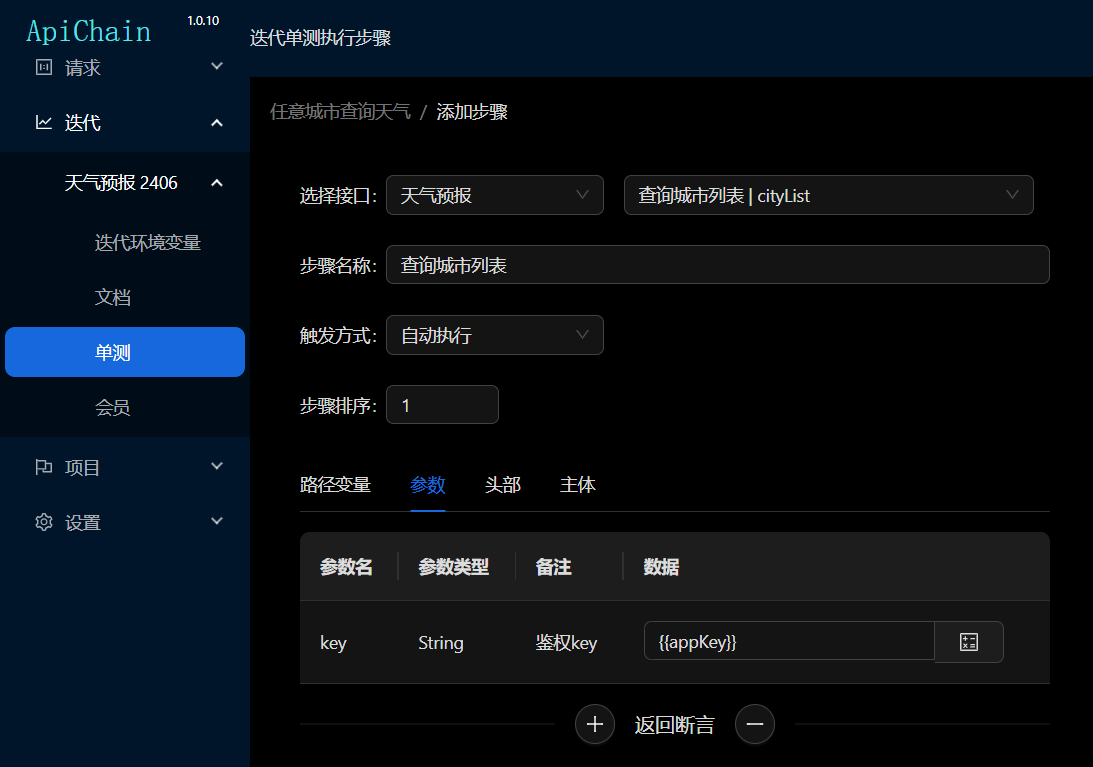 ApiChain 1.0.10
请求
迭代
天气预报 2406
迭代环境变量
文档
单测
会员
项目
设置
迭代单测执行步骤
任意城市查询天气 / 添加步骤
选择接口: 天气预报 查询城市列表 | cityList
步骤名称: 查询城市列表
触发方式: 自动执行
步骤排序: 1
路径变量 参数 头部 主体
参数名 参数类型 备注 数据
key String 鉴权key {{appKey}}
返回断言